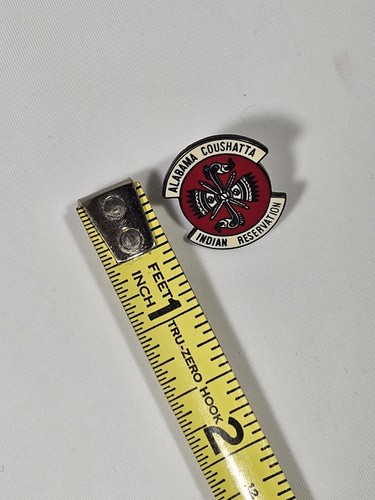 ALABAMA COUSHATTA
INDIAN RESERVATION
FEET
INCH
1
TRU-ZERO HOOK
2